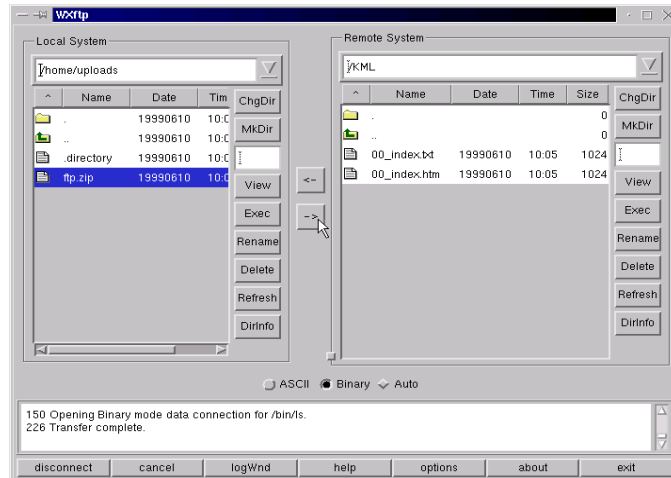 WXftp
Local System
/home/uploads
^ Name Date Tim
. 19990610 10:0
.. 19990610 10:0
.directory 19990610 10:0
ftp.zip 19990610 10:0
ChgDir
MkDir
View
Exec
Rename
Delete
Refresh
DirInfo
<-
->
Remote System
/KML
^ Name Date Time Size
. 0
.. 0
00_index.txt 19990610 10:05 1024
00_index.htm 19990610 10:05 1024
ChgDir
MkDir
View
Exec
Rename
Delete
Refresh
DirInfo
ASCII Binary Auto
150 Opening Binary mode data connection for /bin/ls.
226 Transfer complete.
disconnect cancel logWnd help options about exit